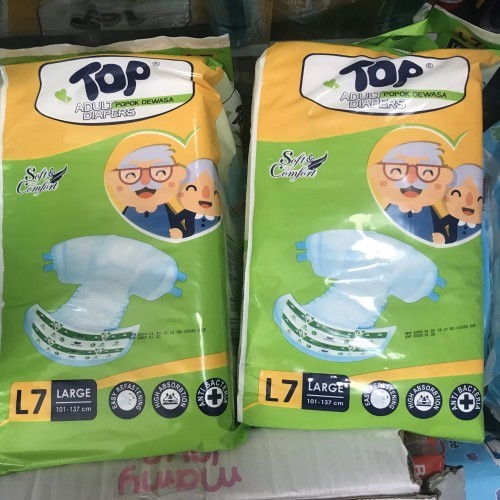 TOP®
ADULT POPOK DEWASA
DIAPERS
Soft &
Comfort
L7 LARGE
101-137 cm
EASY REFASTENING
HIGH ABSORPTION
ANTI BACTERIA
TOP®
ADULT POPOK DEWASA
DIAPERS
Soft &
Comfort
L7 LARGE
101-137 cm
EASY REFASTENING
HIGH ABSORPTION
ANTI BACTERIA
mamy